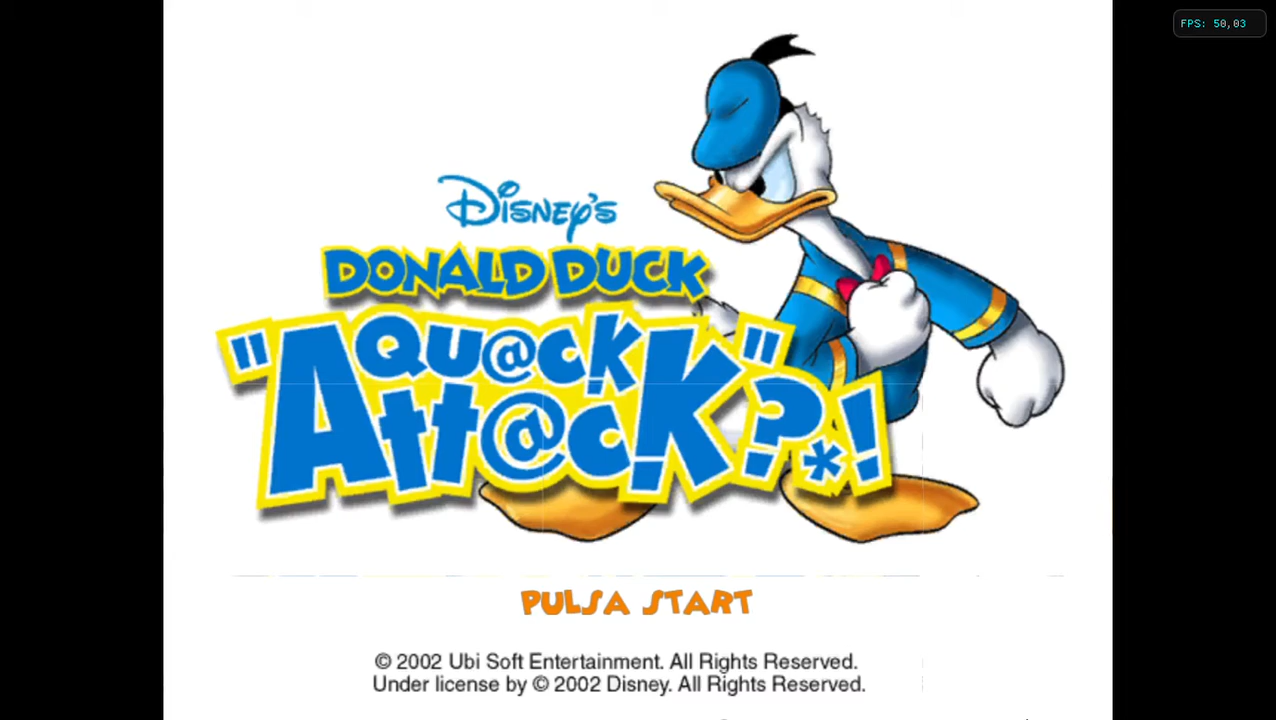 FPS: 50,03
Disney's
DONALD DUCK
"QU@CK
Att@cK"?*!
PULSA START
© 2002 Ubi Soft Entertainment. All Rights Reserved.
Under license by © 2002 Disney. All Rights Reserved.